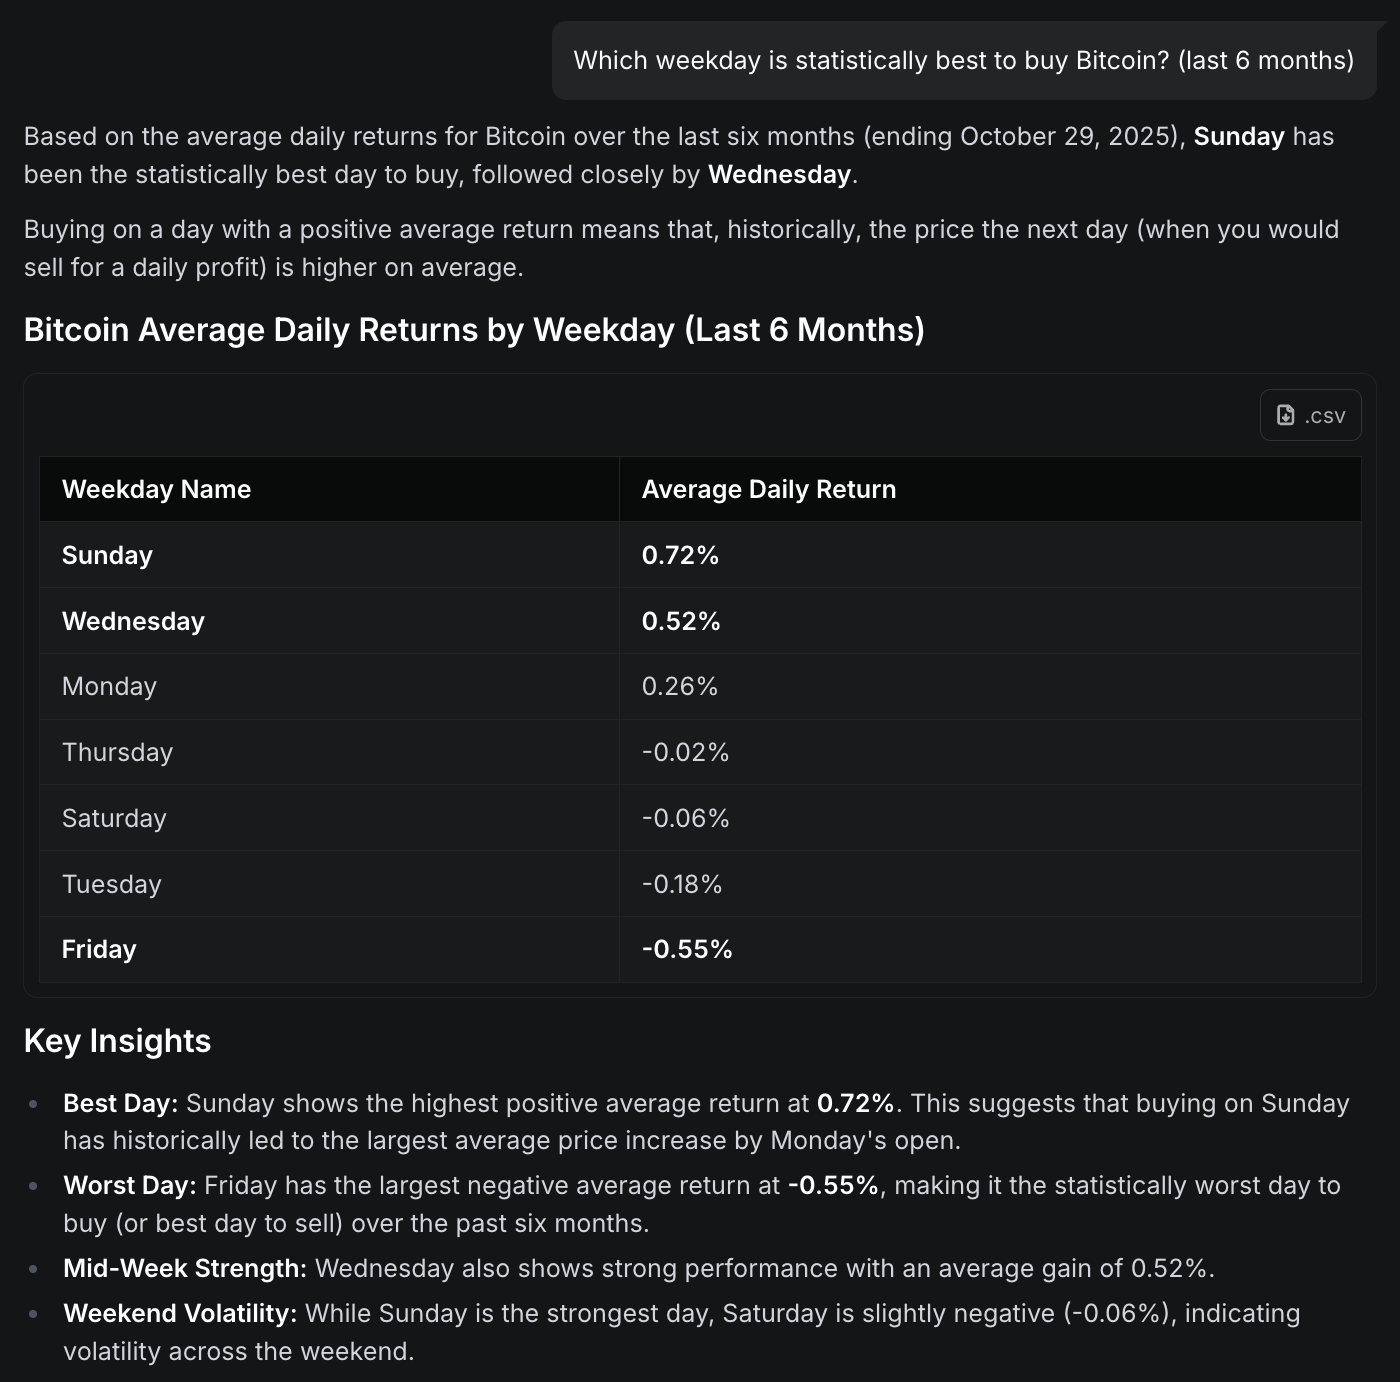 Which weekday is statistically best to buy Bitcoin? (last 6 months)
Based on the average daily returns for Bitcoin over the last six months (ending October 29, 2025), Sunday has
been the statistically best day to buy, followed closely by Wednesday.
Buying on a day with a positive average return means that, historically, the price the next day (when you would
sell for a daily profit) is higher on average.
Bitcoin Average Daily Returns by Weekday (Last 6 Months)
.csv
Weekday Name Average Daily Return
Sunday 0.72%
Wednesday 0.52%
Monday 0.26%
Thursday -0.02%
Saturday -0.06%
Tuesday -0.18%
Friday -0.55%
Key Insights
• Best Day: Sunday shows the highest positive average return at 0.72%. This suggests that buying on Sunday
has historically led to the largest average price increase by Monday's open.
• Worst Day: Friday has the largest negative average return at -0.55%, making it the statistically worst day to
buy (or best day to sell) over the past six months.
• Mid-Week Strength: Wednesday also shows strong performance with an average gain of 0.52%.
• Weekend Volatility: While Sunday is the strongest day, Saturday is slightly negative (-0.06%), indicating
volatility across the weekend.